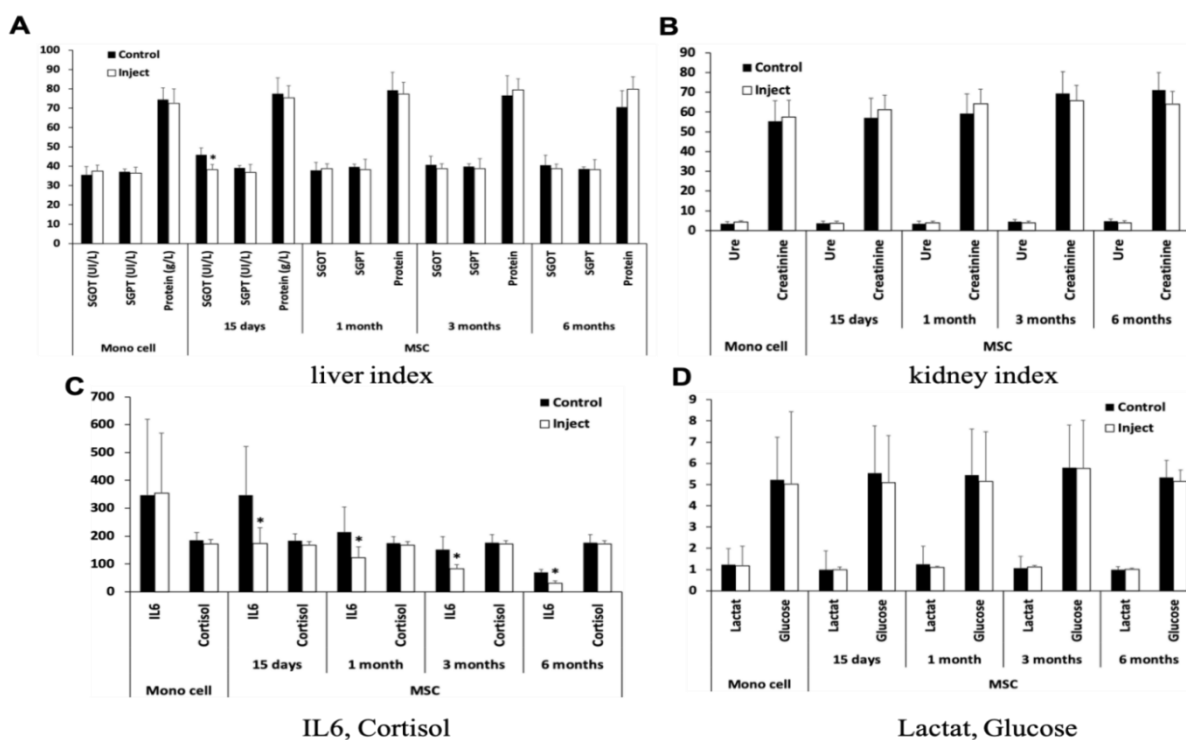 A
100
90
80
70
60
50
40
30
20
10
0
Control
Inject
*
SGOT (UI/L)
SGPT (UI/L)
Protein (g/L)
SGOT (UI/L)
SGPT (UI/L)
Protein (g/L)
SGOT
SGPT
Protein
SGOT
SGPT
Protein
SGOT
SGPT
Protein
15 days 1 month 3 months 6 months
Mono cell MSC
liver index
B
90
80
70
60
50
40
30
20
10
0
Control
Inject
Ure
Creatinine
Ure
Creatinine
Ure
Creatinine
Ure
Creatinine
Ure
Creatinine
15 days 1 month 3 months 6 months
Mono cell MSC
kidney index
C
700
600
500
400
300
200
100
0
Control
Inject
* * * *
IL6
Cortisol
IL6
Cortisol
IL6
Cortisol
IL6
Cortisol
IL6
Cortisol
15 days 1 month 3 months 6 months
Mono cell MSC
IL6, Cortisol
D
9
8
7
6
5
4
3
2
1
0
Control
Inject
Lactat
Glucose
Lactat
Glucose
Lactat
Glucose
Lactat
Glucose
Lactat
Glucose
15 days 1 month 3 months 6 months
Mono cell MSC
Lactat, Glucose